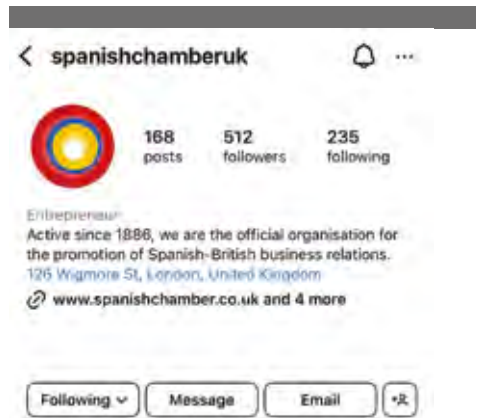 spanishchamberuk
168 512 235
posts followers following
Entrepreneur
Active since 1886, we are the official organisation for
the promotion of Spanish-British business relations.
126 Wigmore St, London, United Kingdom
www.spanishchamber.co.uk and 4 more
Following Message Email